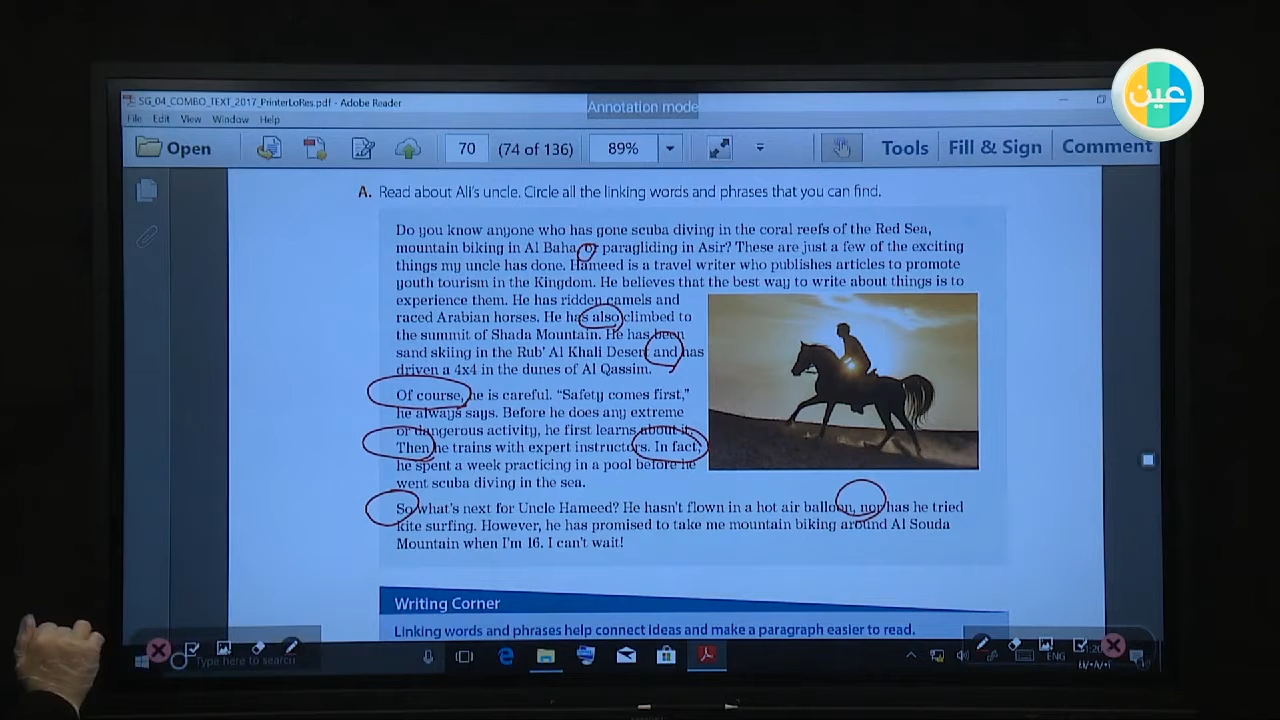 عين
SG_04_COMBO_TEXT_2017_PrinterLoRes.pdf - Adobe Reader
Annotation mode
File Edit View Window Help
Open 70 (74 of 136) 89% Tools Fill & Sign Comment
A. Read about Ali's uncle. Circle all the linking words and phrases that you can find.
Do you know anyone who has gone scuba diving in the coral reefs of the Red Sea,
mountain biking in Al Baha, or paragliding in Asir? These are just a few of the exciting
things my uncle has done. Hameed is a travel writer who publishes articles to promote
youth tourism in the Kingdom. He believes that the best way to write about things is to
experience them. He has ridden camels and
raced Arabian horses. He has also climbed to
the summit of Shada Mountain. He has been
sand skiing in the Rub' Al Khali Desert and has
driven a 4x4 in the dunes of Al Qassim.
Of course, he is careful. “Safety comes first,”
he always says. Before he does any extreme
or dangerous activity, he first learns about it.
Then he trains with expert instructors. In fact,
he spent a week practicing in a pool before he
went scuba diving in the sea.
So what's next for Uncle Hameed? He hasn't flown in a hot air balloon, nor has he tried
kite surfing. However, he has promised to take me mountain biking around Al Souda
Mountain when I'm 16. I can't wait!
Writing Corner
Linking words and phrases help connect ideas and make a paragraph easier to read.
Type here to search
ENG